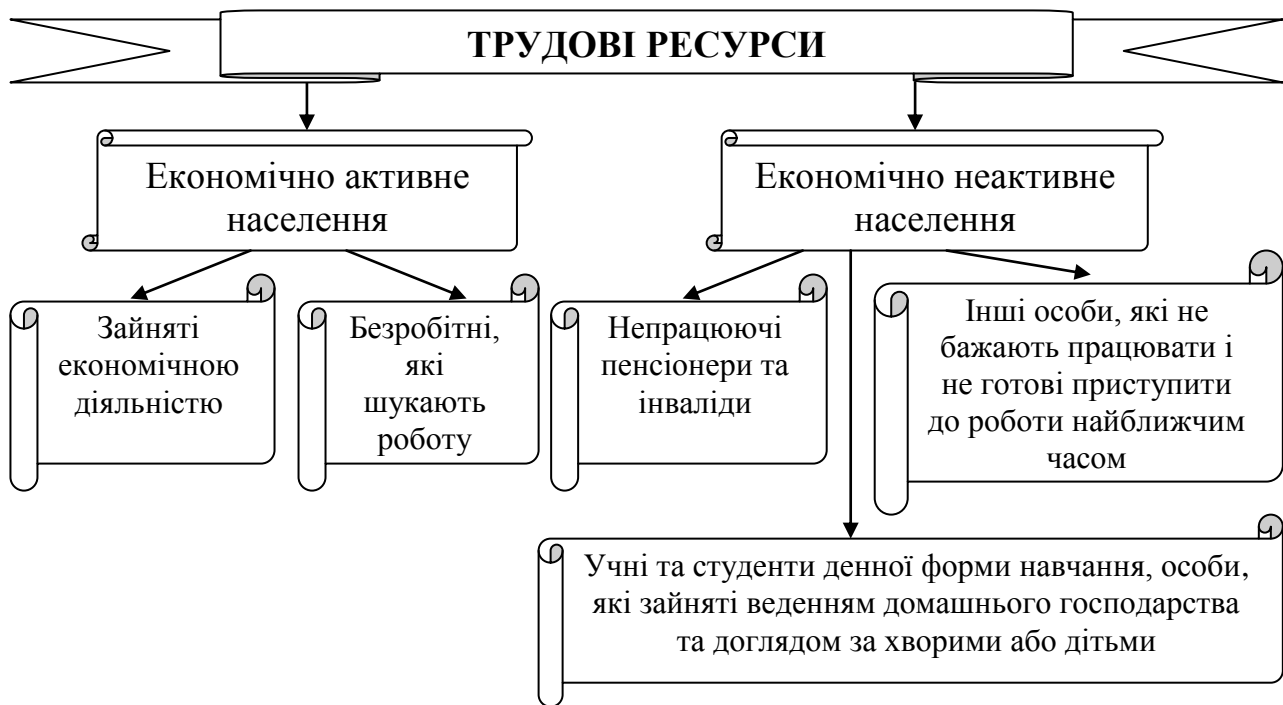 ТРУДОВІ РЕСУРСИ
Економічно активне
населення
Економічно неактивне
населення
Зайняті
економічною
діяльністю
Безробітні,
які
шукають
роботу
Непрацюючі
пенсіонери та
інваліди
Інші особи, які не
бажають працювати і
не готові приступити
до роботи найближчим
часом
Учні та студенти денної форми навчання, особи,
які зайняті веденням домашнього господарства
та доглядом за хворими або дітьми